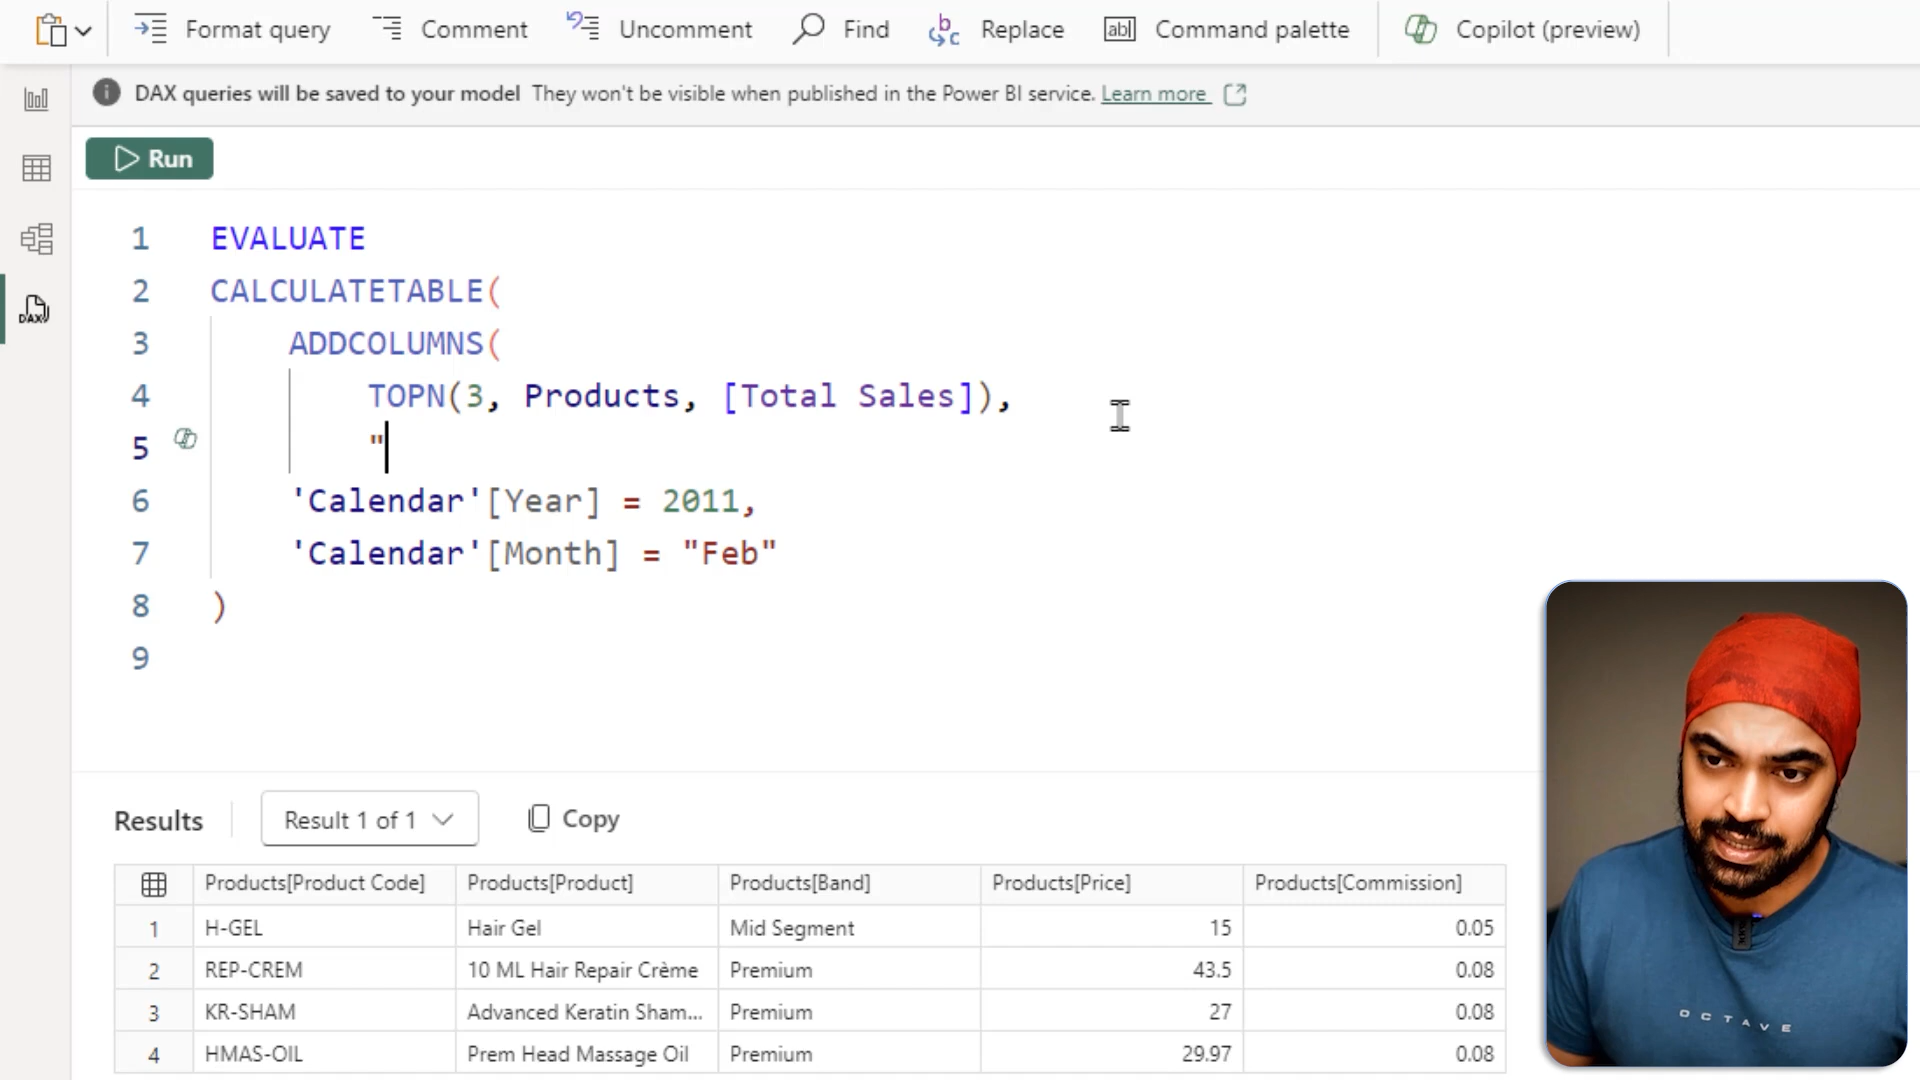 Format query Comment Uncomment Find Replace Command palette Copilot (preview)
DAX queries will be saved to your model They won't be visible when published in the Power BI service. Learn more
Run
1 EVALUATE
2 CALCULATETABLE(
3 ADDCOLUMNS(
4 TOPN(3, Products, [Total Sales]),
5 "
6 'Calendar'[Year] = 2011,
7 'Calendar'[Month] = "Feb"
8 )
9
Results Result 1 of 1 Copy
Products[Product Code] Products[Product] Products[Band] Products[Price] Products[Commission]
1 H-GEL Hair Gel Mid Segment 15 0.05
2 REP-CREM 10 ML Hair Repair Crème Premium 43.5 0.08
3 KR-SHAM Advanced Keratin Sham... Premium 27 0.08
4 HMAS-OIL Prem Head Massage Oil Premium 29.97 0.08
DAX
OCTAVE